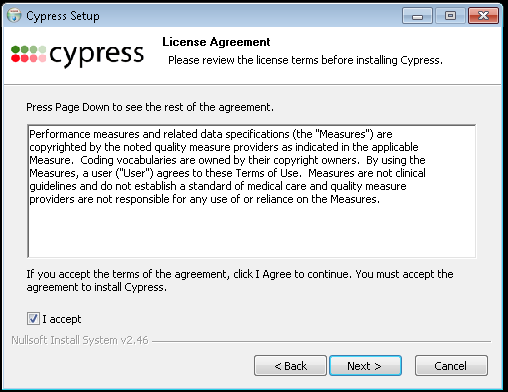 Cypress Setup
cypress
License Agreement
Please review the license terms before installing Cypress.
Press Page Down to see the rest of the agreement.
Performance measures and related data specifications (the "Measures") are
copyrighted by the noted quality measure providers as indicated in the applicable
Measure.  Coding vocabularies are owned by their copyright owners.  By using the
Measures, a user ("User") agrees to these Terms of Use.  Measures are not clinical
guidelines and do not establish a standard of medical care and quality measure
providers are not responsible for any use of or reliance on the Measures.
If you accept the terms of the agreement, click I Agree to continue. You must accept the
agreement to install Cypress.
I accept
Nullsoft Install System v2.46
< Back
Next >
Cancel